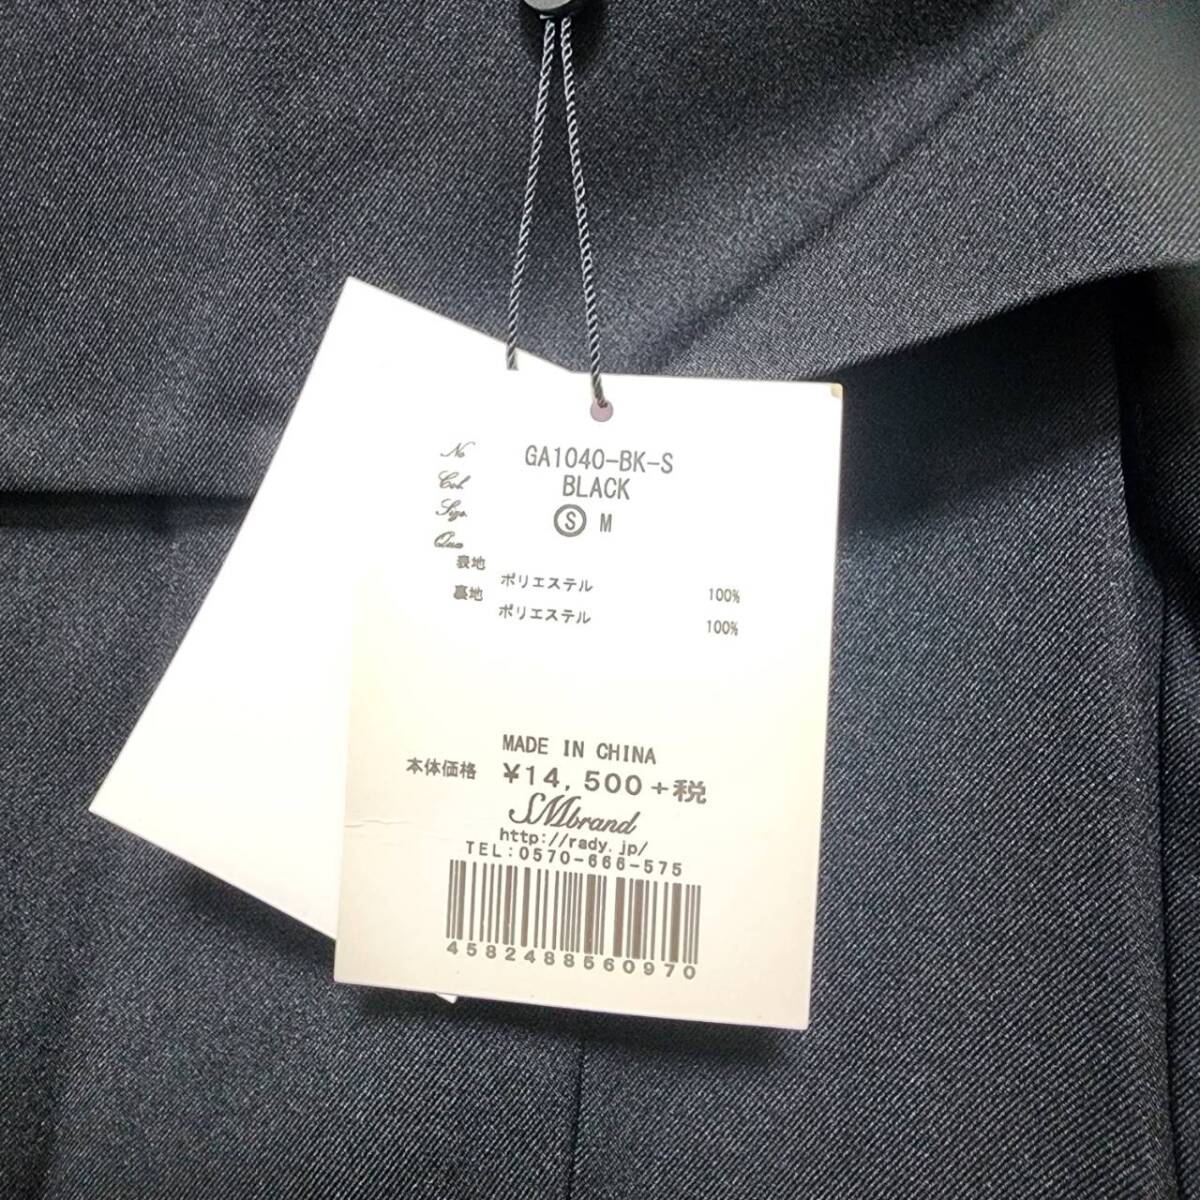 No GA1040-BK-S
Col. BLACK
Size. Ⓢ M
Qua
表地 ポリエステル 100%
裏地 ポリエステル 100%
MADE IN CHINA
本体価格 ¥14,500+税
SMbrand
http://rady.jp/
TEL:0570-666-575
4582488560970